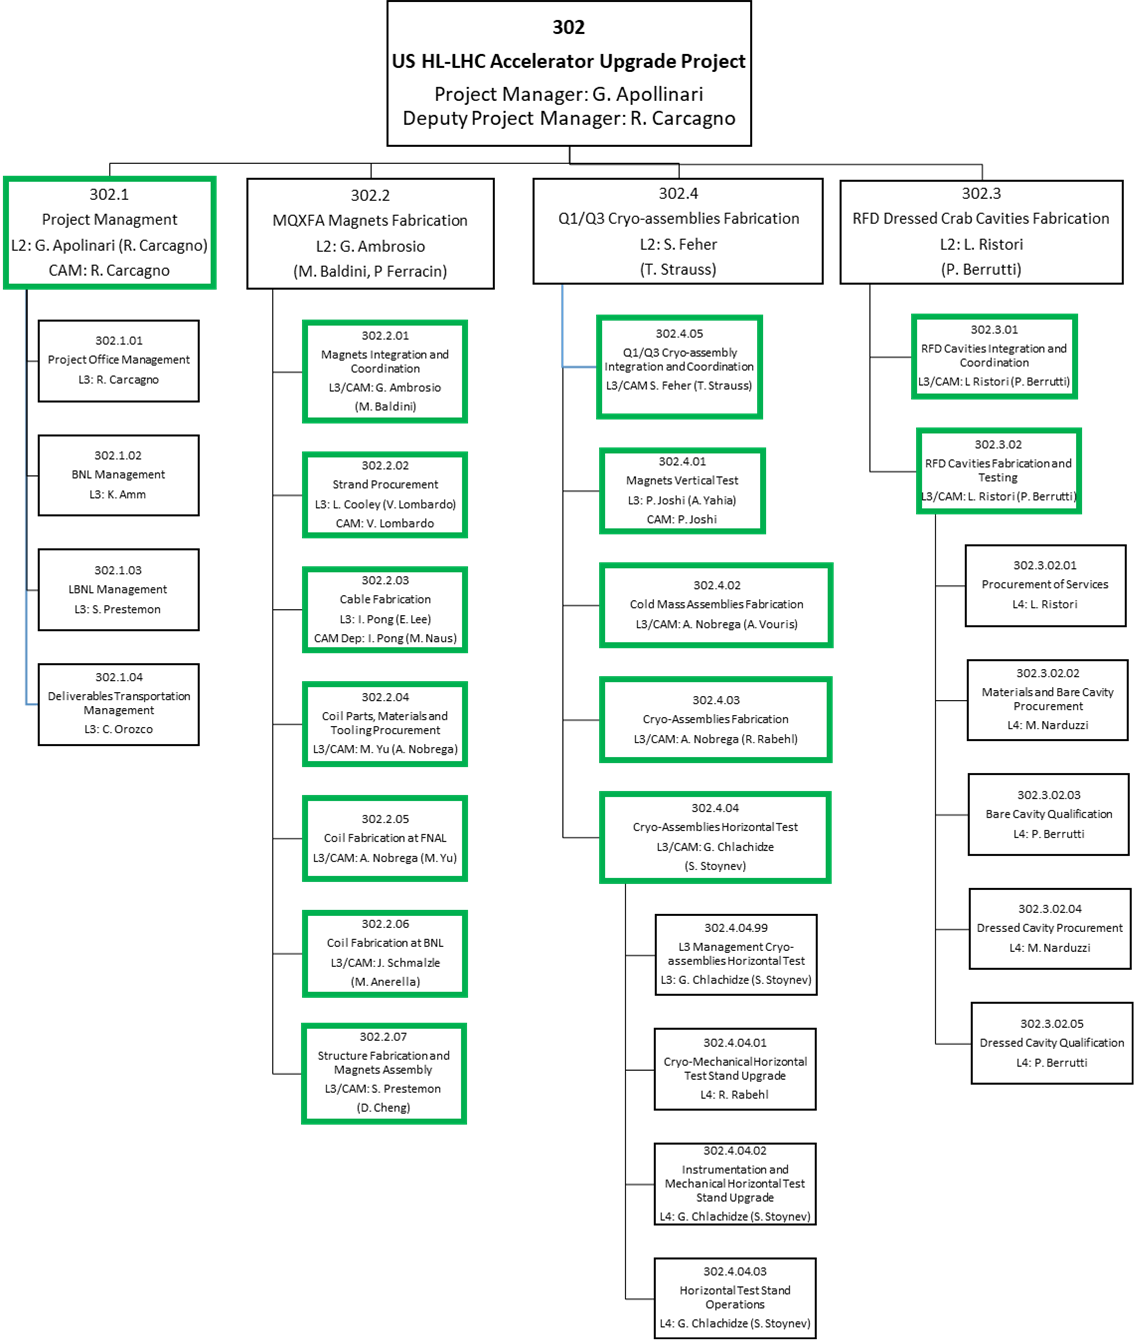 302
US HL-LHC Accelerator Upgrade Project
Project Manager: G. Apollinari
Deputy Project Manager: R. Carcagno
302.1
Project Managment
L2: G. Apolinari (R. Carcagno)
CAM: R. Carcagno
302.1.01
Project Office Management
L3: R. Carcagno
302.1.02
BNL Management
L3: K. Amm
302.1.03
LBNL Management
L3: S. Prestemon
302.1.04
Deliverables Transportation
Management
L3: C. Orozco
302.2
MQXFA Magnets Fabrication
L2: G. Ambrosio
(M. Baldini, P Ferracin)
302.2.01
Magnets Integration and
Coordination
L3/CAM: G. Ambrosio
(M. Baldini)
302.2.02
Strand Procurement
L3: L. Cooley (V. Lombardo)
CAM: V. Lombardo
302.2.03
Cable Fabrication
L3: I. Pong (E. Lee)
CAM Dep: I. Pong (M. Naus)
302.2.04
Coil Parts, Materials and
Tooling Procurement
L3/CAM: M. Yu (A. Nobrega)
302.2.05
Coil Fabrication at FNAL
L3/CAM: A. Nobrega (M. Yu)
302.2.06
Coil Fabrication at BNL
L3/CAM: J. Schmalzle
(M. Anerella)
302.2.07
Structure Fabrication and
Magnets Assembly
L3/CAM: S. Prestemon
(D. Cheng)
302.4
Q1/Q3 Cryo-assemblies Fabrication
L2: S. Feher
(T. Strauss)
302.4.05
Q1/Q3 Cryo-assembly
Integration and Coordination
L3/CAM S. Feher (T. Strauss)
302.4.01
Magnets Vertical Test
L3: P. Joshi (A. Yahia)
CAM: P. Joshi
302.4.02
Cold Mass Assemblies Fabrication
L3/CAM: A. Nobrega (A. Vouris)
302.4.03
Cryo-Assemblies Fabrication
L3/CAM: A. Nobrega (R. Rabehl)
302.4.04
Cryo-Assemblies Horizontal Test
L3/CAM: G. Chlachidze
(S. Stoynev)
302.4.04.99
L3 Management Cryo-
assemblies Horizontal Test
L3: G. Chlachidze (S. Stoynev)
302.4.04.01
Cryo-Mechanical Horizontal
Test Stand Upgrade
L4: R. Rabehl
302.4.04.02
Instrumentation and
Mechanical Horizontal Test
Stand Upgrade
L4: G. Chlachidze (S. Stoynev)
302.4.04.03
Horizontal Test Stand
Operations
L4: G. Chlachidze (S. Stoynev)
302.3
RFD Dressed Crab Cavities Fabrication
L2: L. Ristori
(P. Berrutti)
302.3.01
RFD Cavities Integration and
Coordination
L3/CAM: L Ristori (P. Berrutti)
302.3.02
RFD Cavities Fabrication and
Testing
L3/CAM: L. Ristori (P. Berrutti)
302.3.02.01
Procurement of Services
L4: L. Ristori
302.3.02.02
Materials and Bare Cavity
Procurement
L4: M. Narduzzi
302.3.02.03
Bare Cavity Qualification
L4: P. Berrutti
302.3.02.04
Dressed Cavity Procurement
L4: M. Narduzzi
302.3.02.05
Dressed Cavity Qualification
L4: P. Berrutti